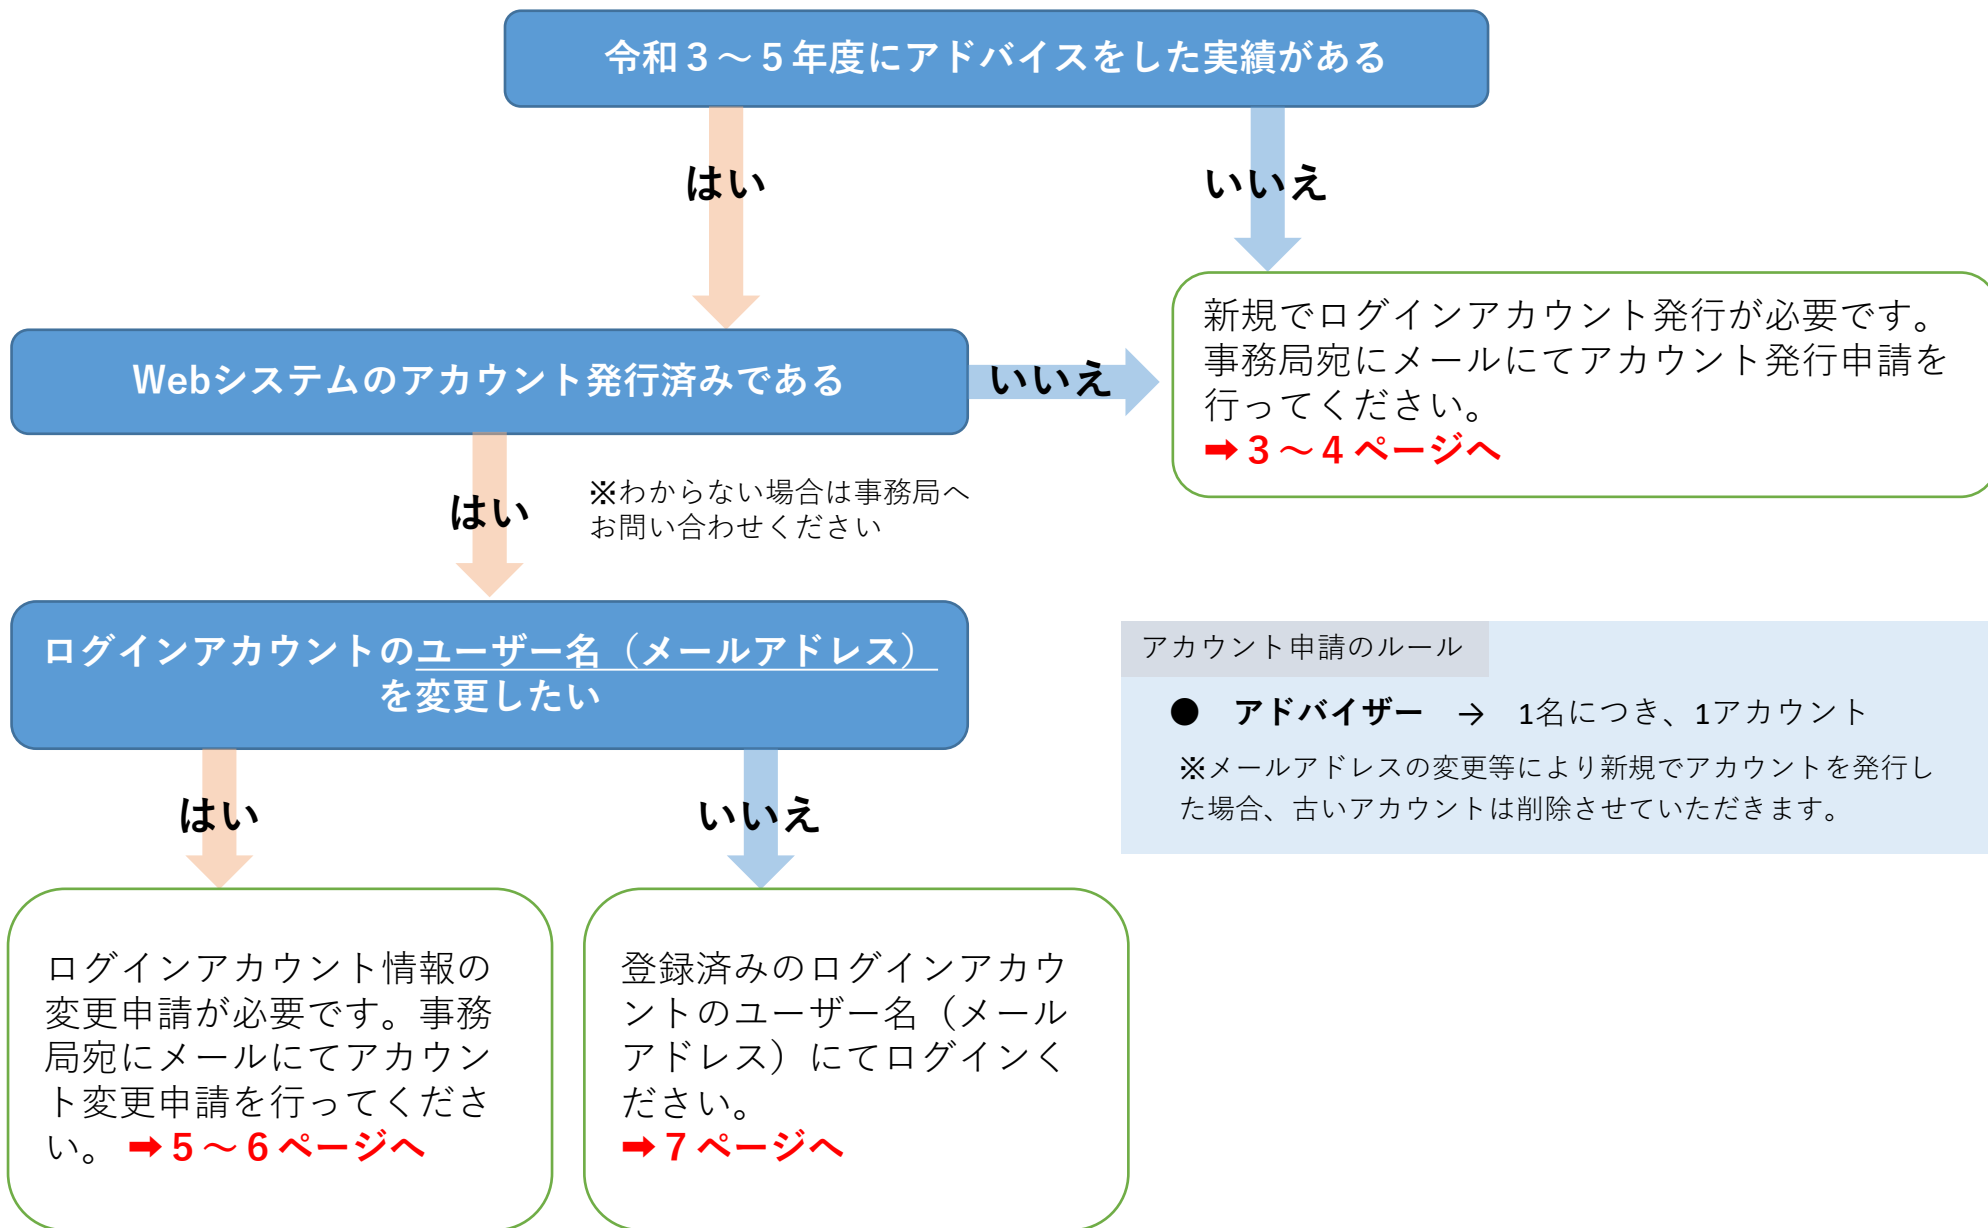 令和３～５年度にアドバイスをした実績がある
はい
いいえ
新規でログインアカウント発行が必要です。
事務局宛にメールにてアカウント発行申請を
行ってください。
➡３～４ページへ
Webシステムのアカウント発行済みである
いいえ
はい
※わからない場合は事務局へ
お問い合わせください
ログインアカウントのユーザー名（メールアドレス）
を変更したい
アカウント申請のルール
● アドバイザー → 1名につき、1アカウント
※メールアドレスの変更等により新規でアカウントを発行し
た場合、古いアカウントは削除させていただきます。
はい
いいえ
ログインアカウント情報の
変更申請が必要です。事務
局宛にメールにてアカウン
ト変更申請を行ってくださ
い。 ➡５～６ページへ
登録済みのログインアカウ
ントのユーザー名（メール
アドレス）にてログインく
ださい。
➡７ページへ